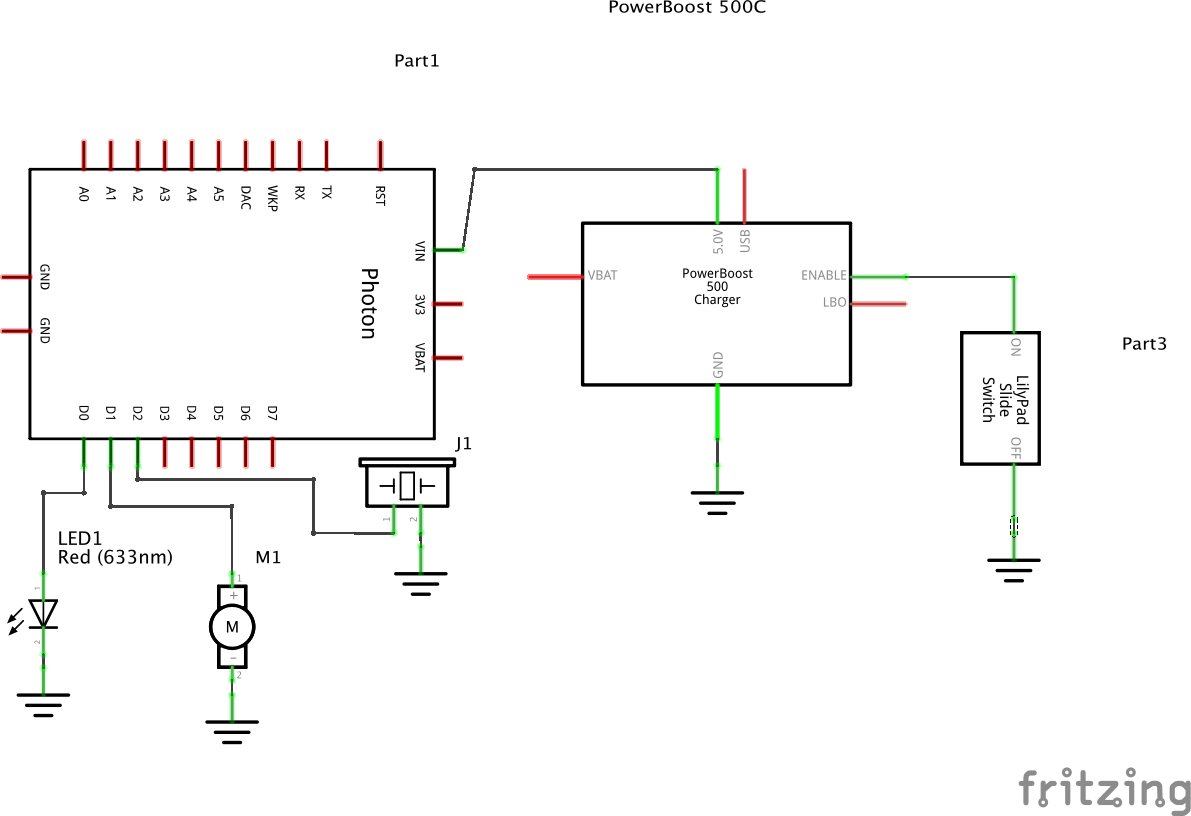 PowerBoost 500C
Part1
A0
A1
A2
A3
A4
A5
DAC
WKP
RX
TX
RST
GND
GND
VIN
3V3
VBAT
Photon
D0
D1
D2
D3
D4
D5
D6
D7
5.0V
USB
VBAT
PowerBoost
500
Charger
ENABLE
LBO
GND
ON
LilyPad
Slide
Switch
OFF
Part3
J1
1
2
LED1
Red (633nm)
1
2
M1
1
+
M
−
2
fritzing